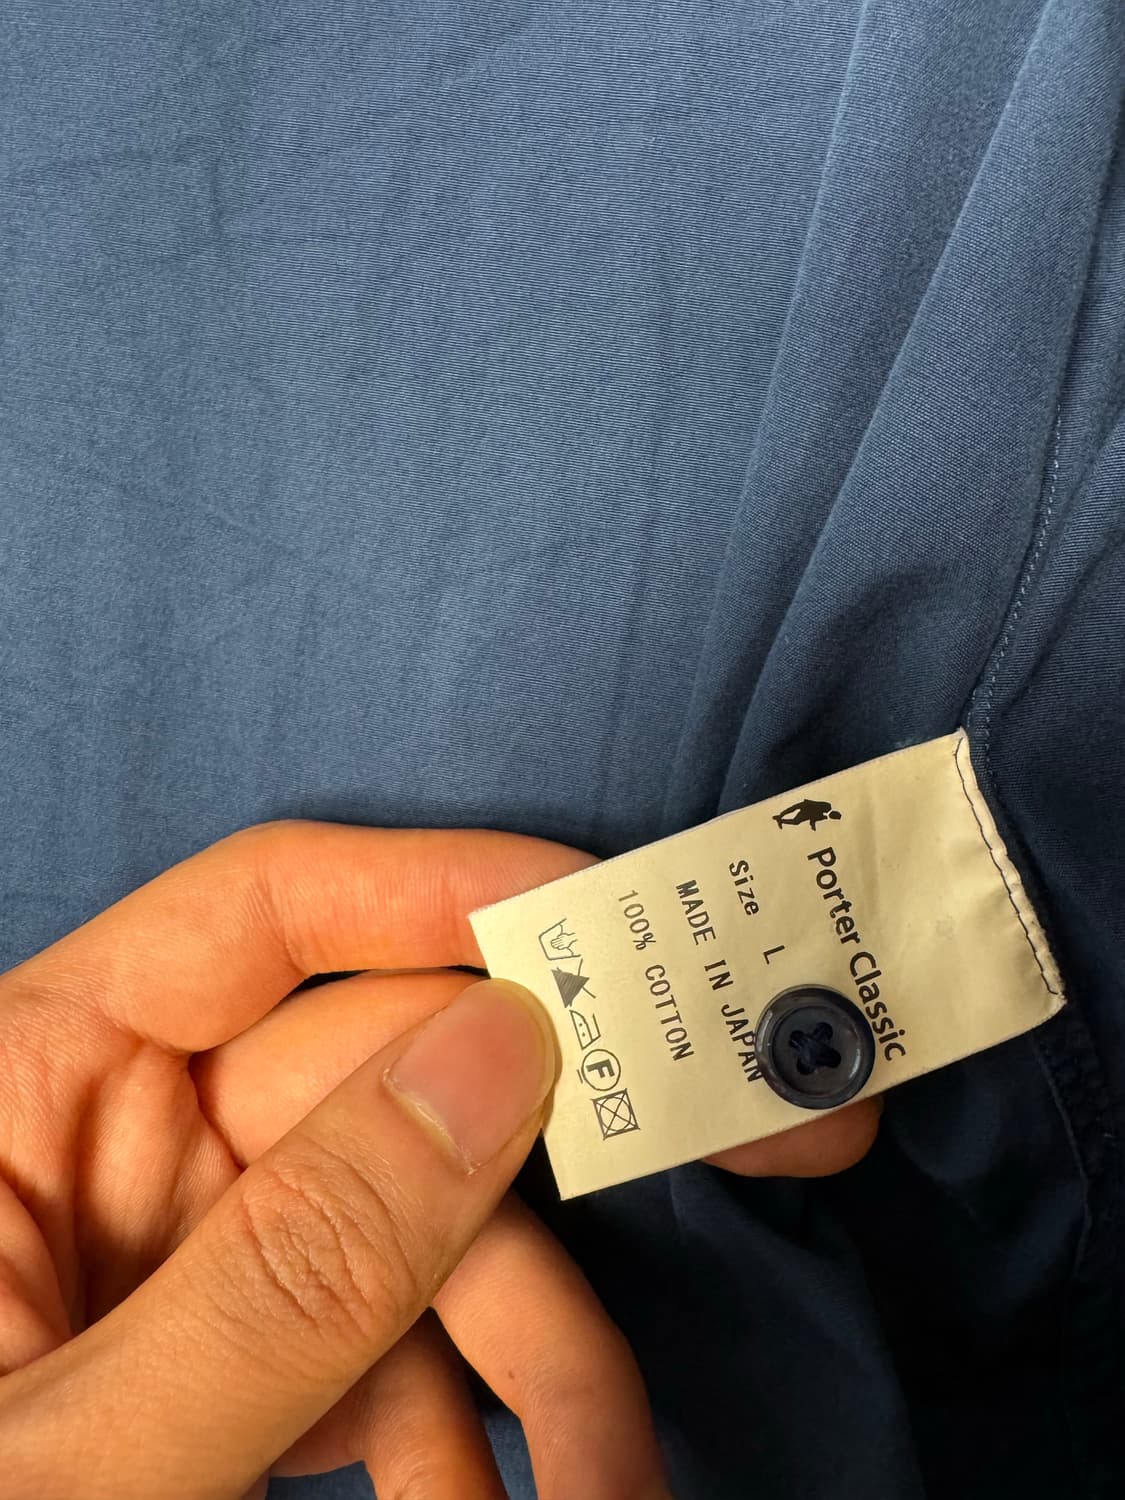 Porter Classic
Size L
MADE IN JAPAN
100% COTTON
F